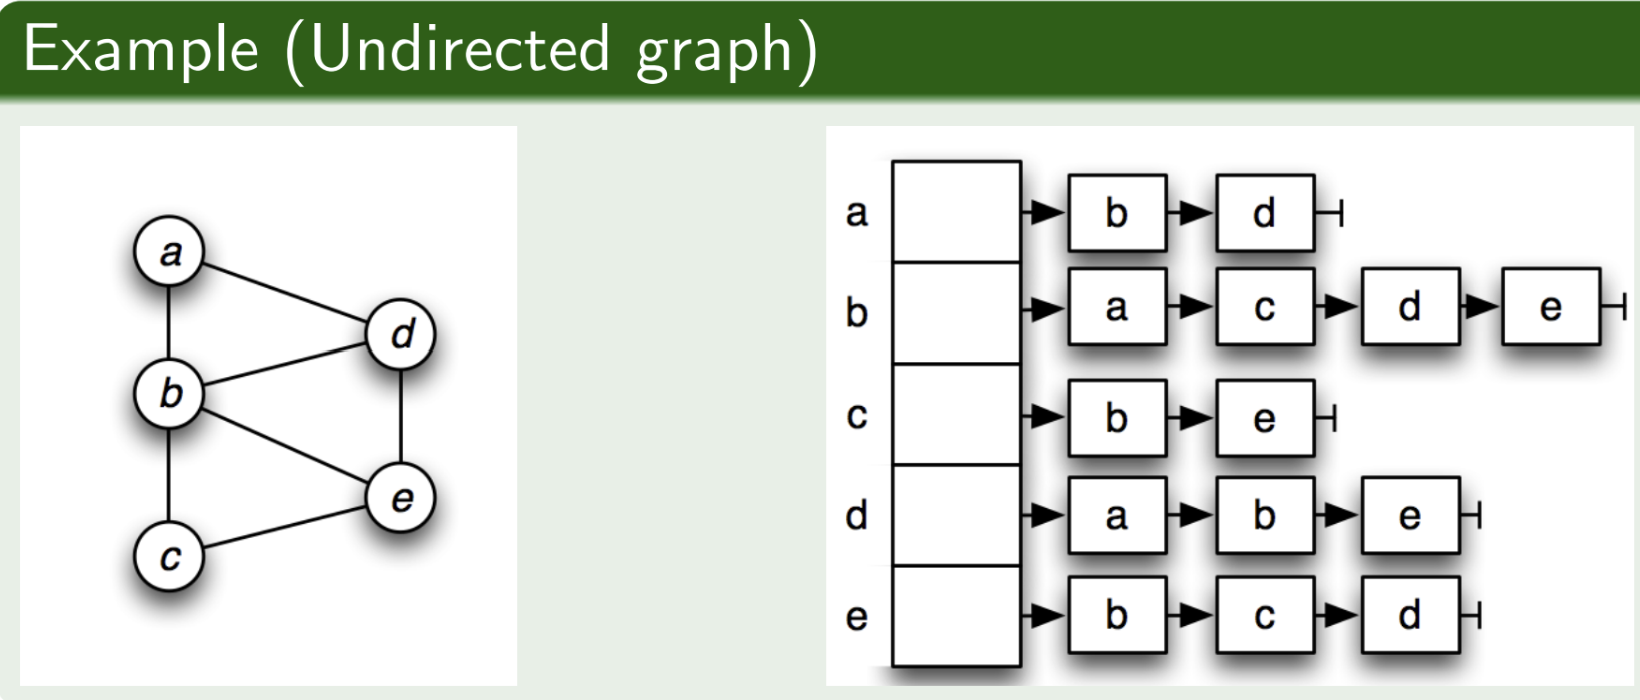 Example (Undirected graph)
a
b
c
d
e
a b d
b a c d e
c b e
d a b e
e b c d